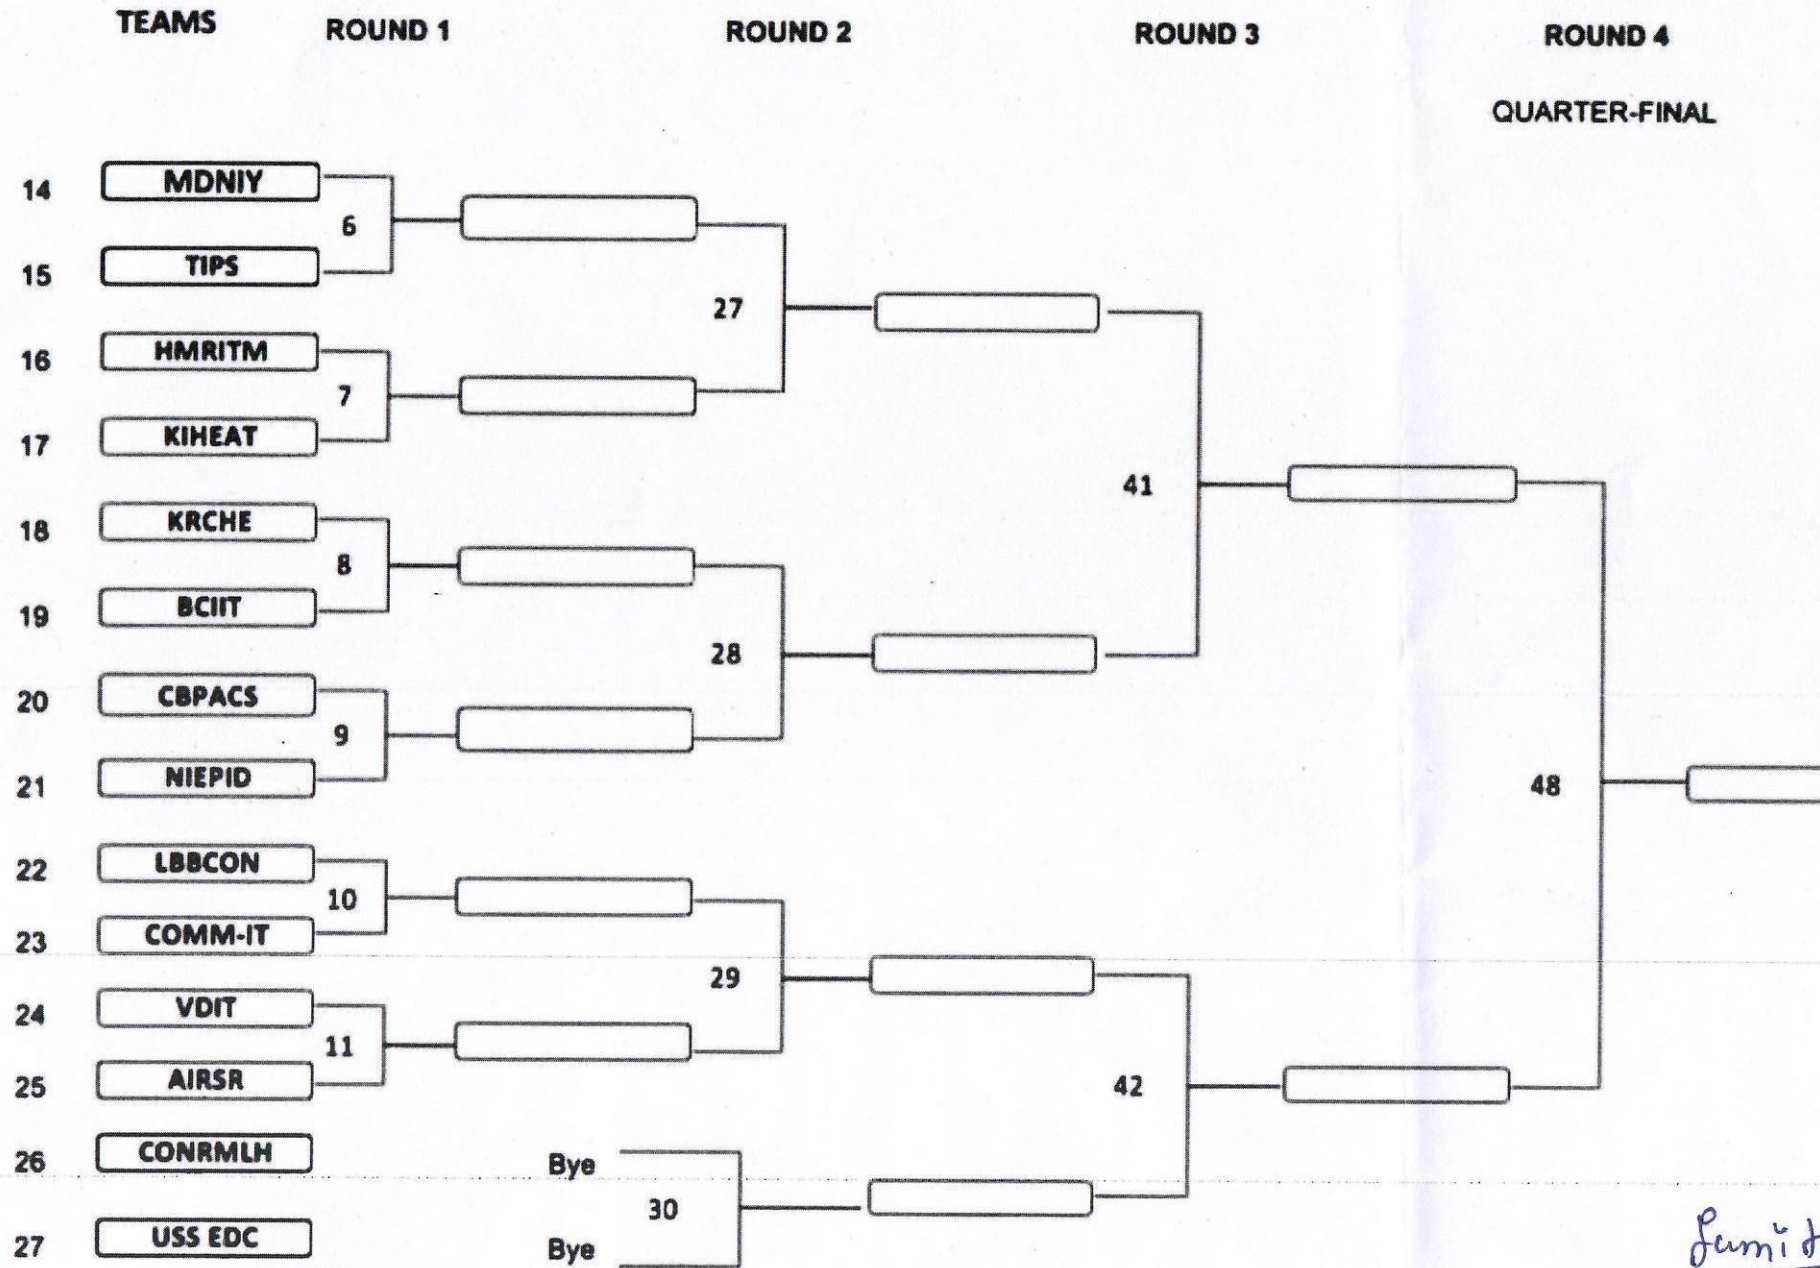 TEAMS ROUND 1 ROUND 2 ROUND 3 ROUND 4
QUARTER-FINAL
14 MDNIY
6
15 TIPS
27
16 HMRITM
7
17 KIHEAT
41
18 KRCHE
8
19 BCIIT
28
20 CBPACS
9
21 NIEPID
48
22 LBBCON
10
23 COMM-IT
29
24 VDIT
11
25 AIRSR
42
26 CONRMLH Bye
30
27 USS EDC Bye